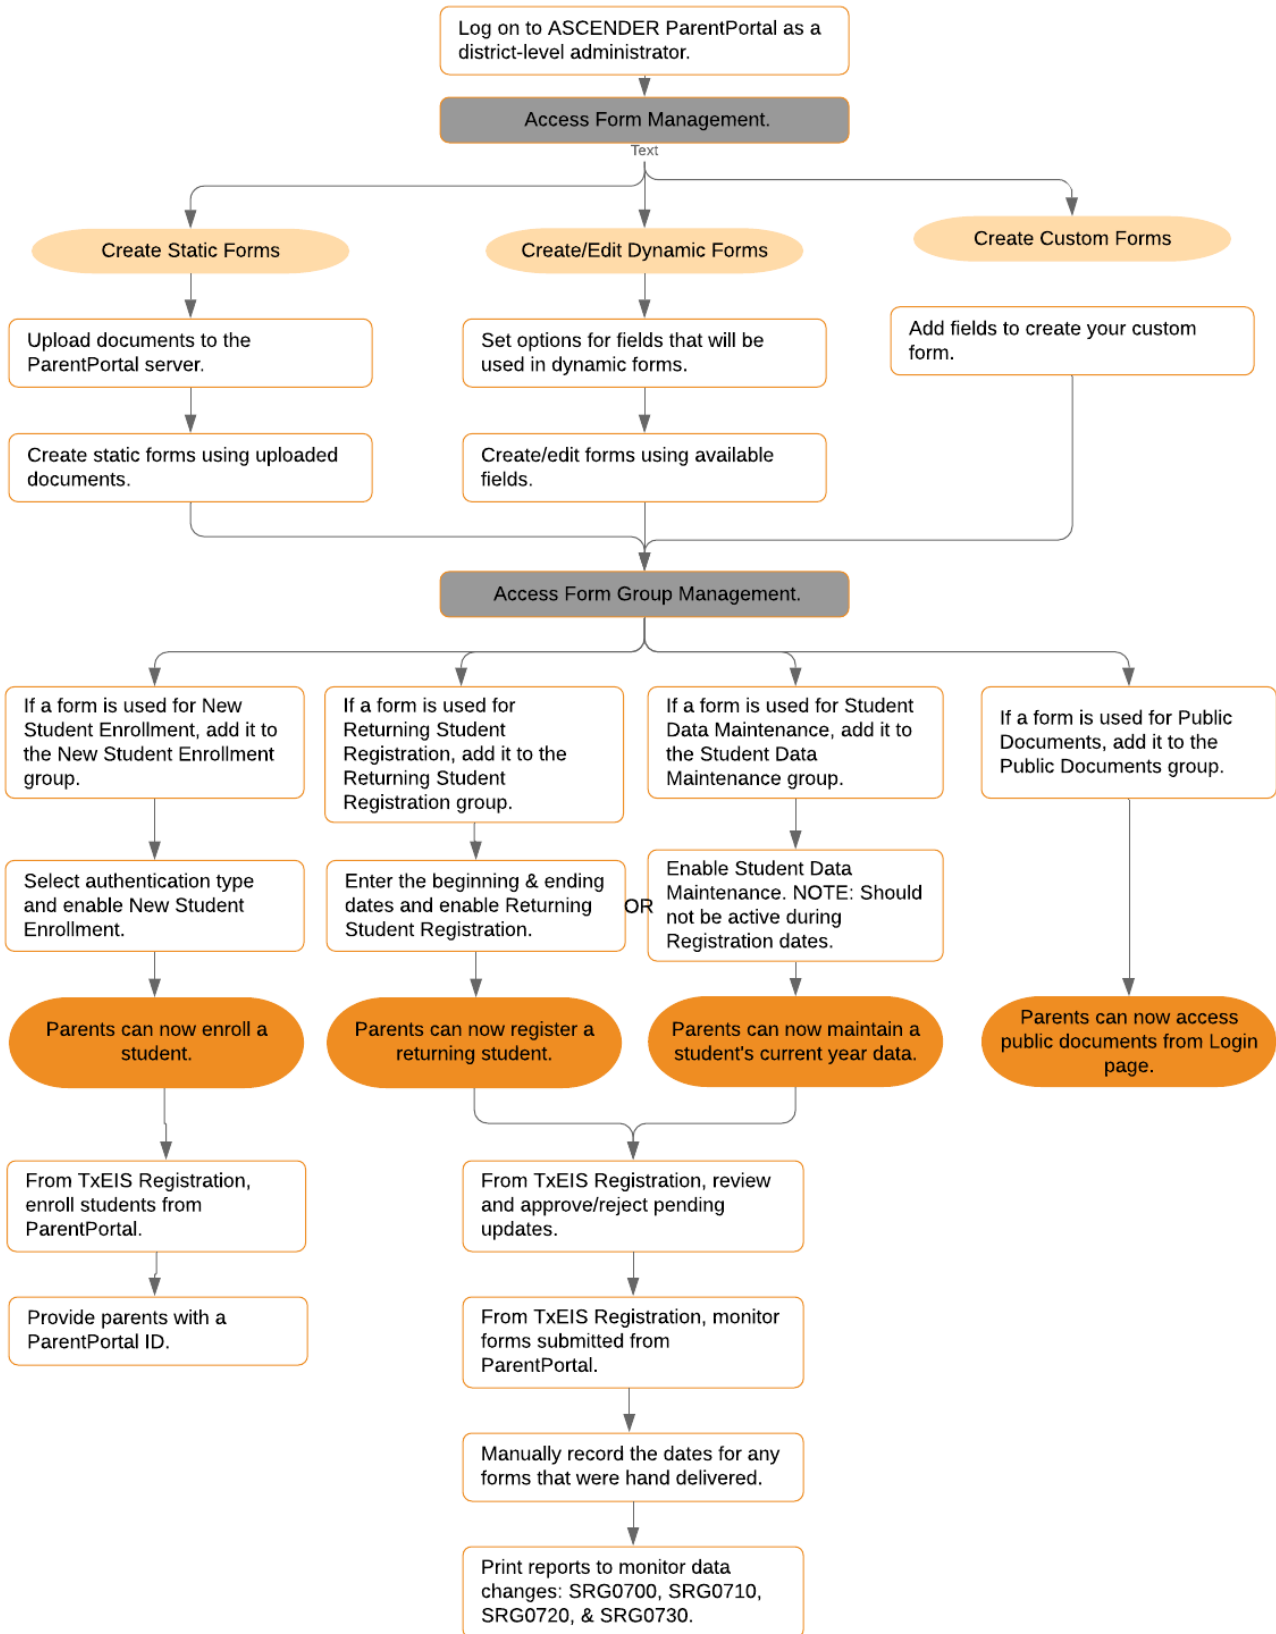 Log on to ASCENDER ParentPortal as a
district-level administrator.
Access Form Management.
Text
Create Static Forms
Create/Edit Dynamic Forms
Create Custom Forms
Upload documents to the
ParentPortal server.
Set options for fields that will be
used in dynamic forms.
Add fields to create your custom
form.
Create static forms using uploaded
documents.
Create/edit forms using available
fields.
Access Form Group Management.
If a form is used for New
Student Enrollment, add it to
the New Student Enrollment
group.
If a form is used for
Returning Student
Registration, add it to the
Returning Student
Registration group.
If a form is used for Student
Data Maintenance, add it to
the Student Data
Maintenance group.
If a form is used for Public
Documents, add it to the
Public Documents group.
Select authentication type
and enable New Student
Enrollment.
Enter the beginning & ending
dates and enable Returning
Student Registration.
OR
Enable Student Data
Maintenance. NOTE: Should
not be active during
Registration dates.
Parents can now enroll a
student.
Parents can now register a
returning student.
Parents can now maintain a
student's current year data.
Parents can now access
public documents from Login
page.
From TxEIS Registration,
enroll students from
ParentPortal.
From TxEIS Registration, review
and approve/reject pending
updates.
Provide parents with a
ParentPortal ID.
From TxEIS Registration, monitor
forms submitted from
ParentPortal.
Manually record the dates for any
forms that were hand delivered.
Print reports to monitor data
changes: SRG0700, SRG0710,
SRG0720, & SRG0730.